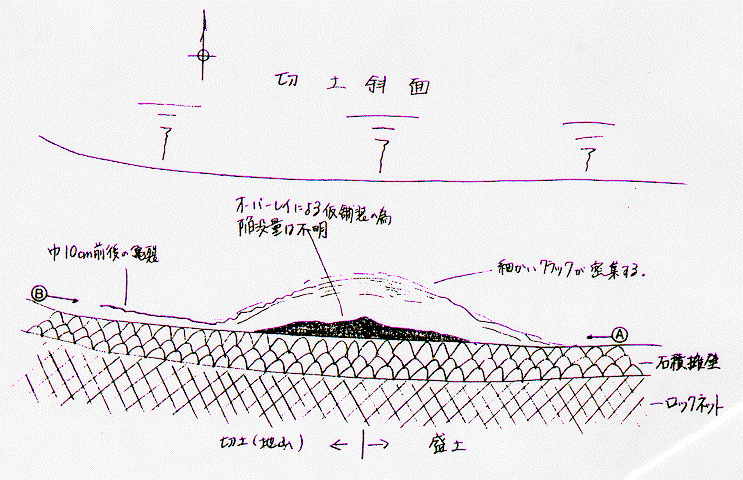 切土斜面
オーバーレイによる仮舗装の為
陥没量は不明
巾10cm前後の亀裂
細かいクラックが密集する.
B
A
石積擁壁
ロックネット
切土(地山) ← | → 盛土